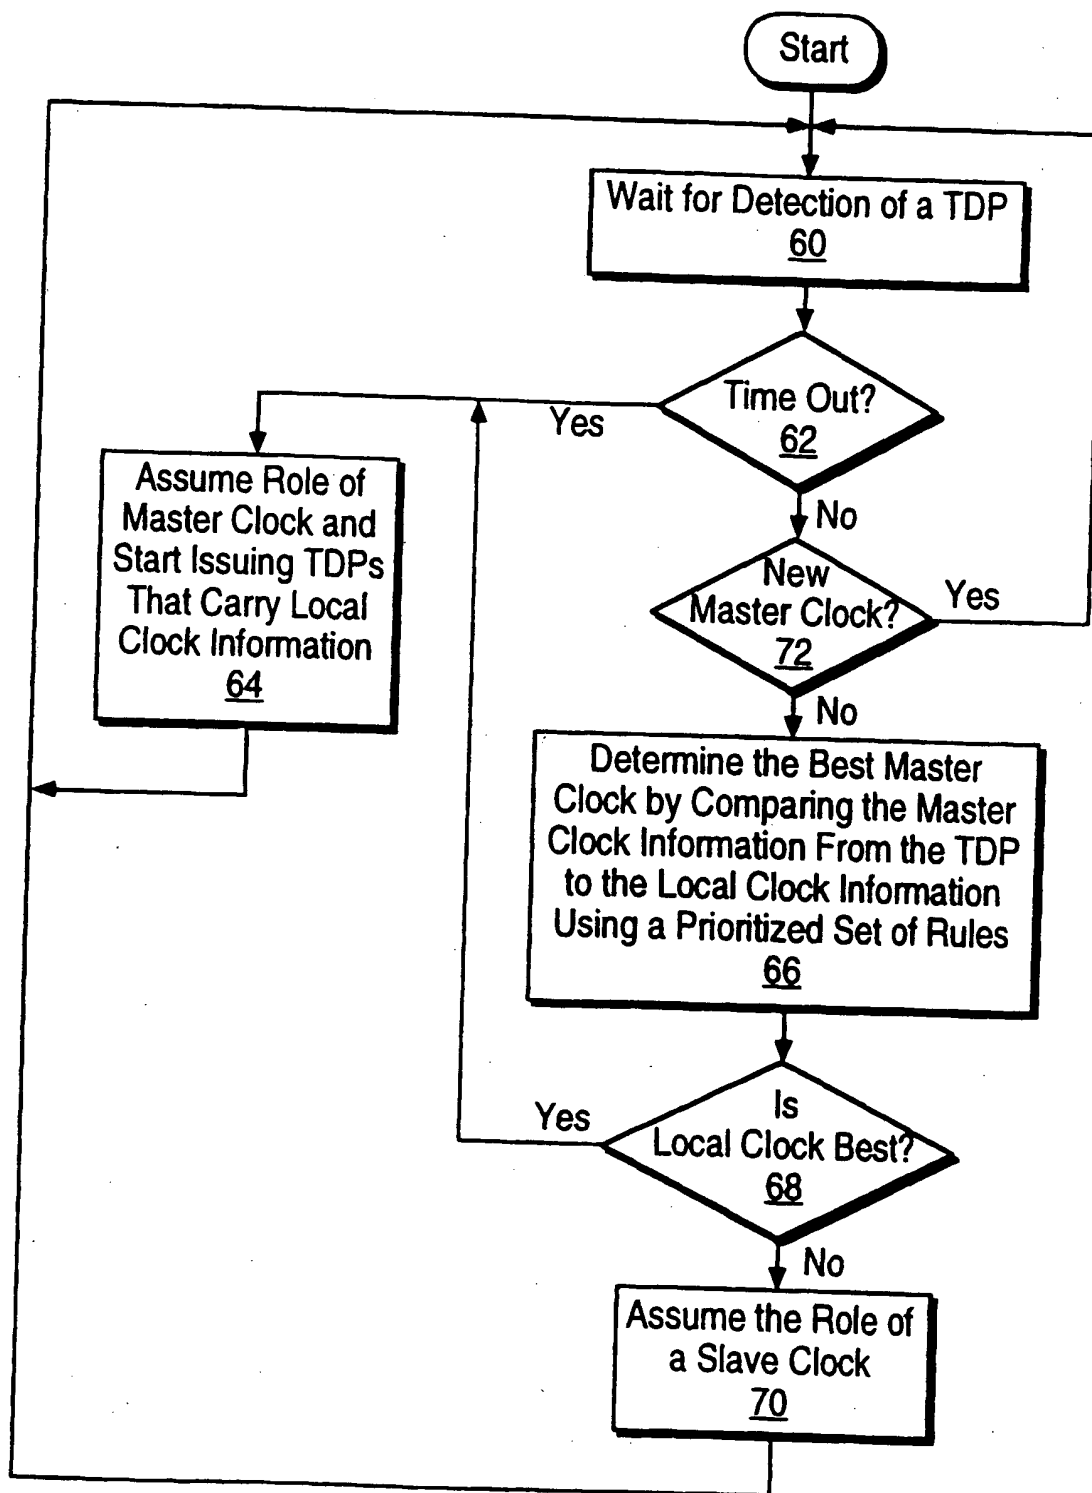 Start
Wait for Detection of a TDP
60
Time Out?
62
Yes
No
Assume Role of
Master Clock and
Start Issuing TDPs
That Carry Local
Clock Information
64
New
Master Clock?
72
Yes
No
Determine the Best Master
Clock by Comparing the Master
Clock Information From the TDP
to the Local Clock Information
Using a Prioritized Set of Rules
66
Is
Local Clock Best?
68
Yes
No
Assume the Role of
a Slave Clock
70